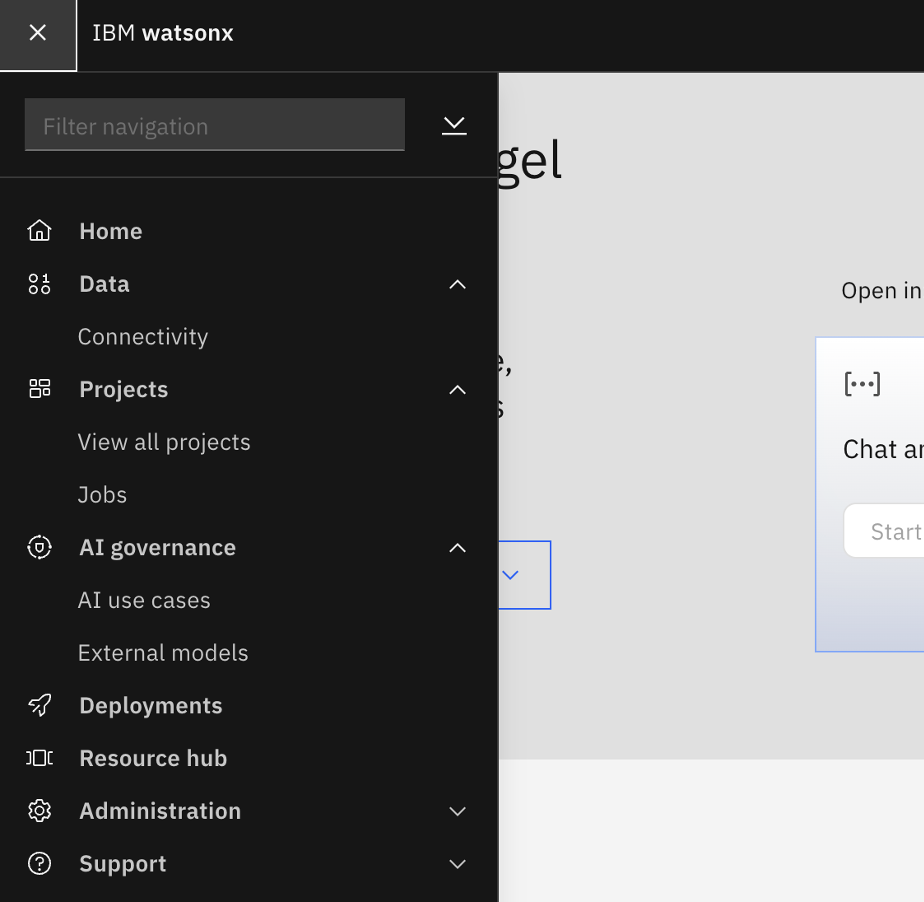 IBM watsonx
Filter navigation
Home
Data
Connectivity
Projects
View all projects
Jobs
AI governance
AI use cases
External models
Deployments
Resource hub
Administration
Support
gel
Open in
[...]
Chat
Start